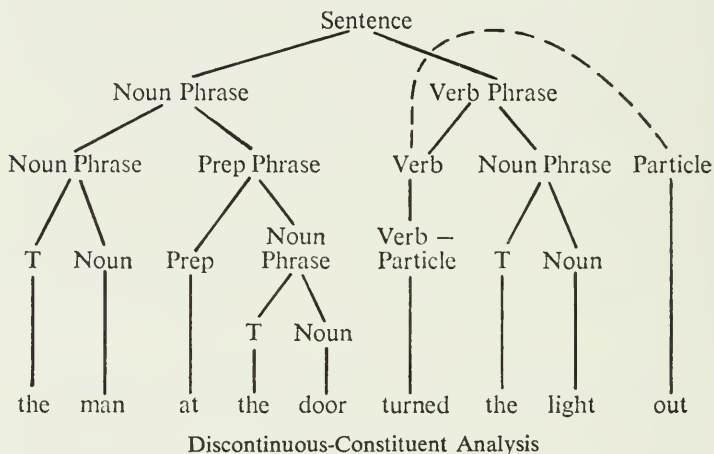 Sentence
Noun Phrase Verb Phrase
Noun Phrase Prep Phrase Verb Noun Phrase Particle
T Noun Prep Noun Phrase Verb – Particle T Noun
T Noun
the man at the door turned the light out
Discontinuous-Constituent Analysis